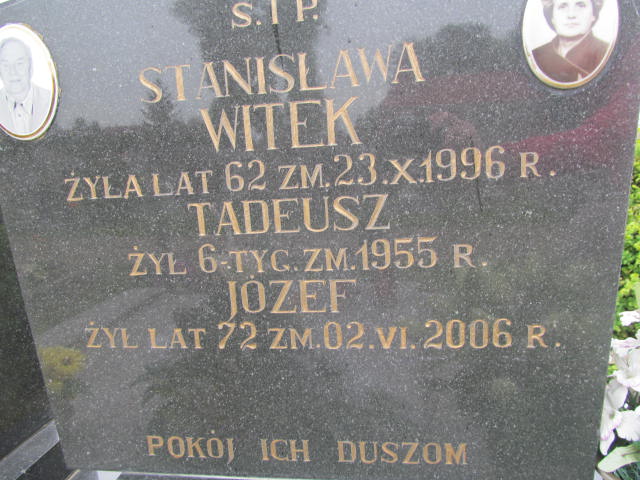 Ś.†P.
STANISŁAWA
WITEK
ŻYŁA LAT 62 ZM. 23.X.1996 R.
TADEUSZ
ŻYŁ 6-TYG. ZM. 1955 R.
JÓZEF
ŻYŁ LAT 72 ZM. 02.VI.2006 R.
POKÓJ ICH DUSZOM